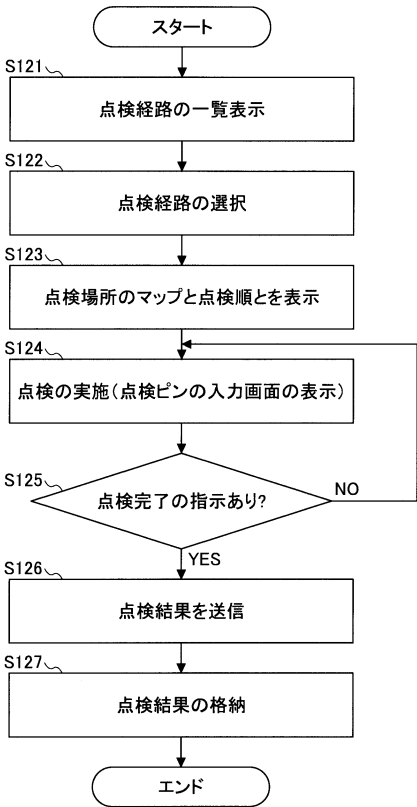 スタート
S121
点検経路の一覧表示
S122
点検経路の選択
S123
点検場所のマップと点検順とを表示
S124
点検の実施(点検ピンの入力画面の表示)
S125
点検完了の指示あり?
NO
YES
S126
点検結果を送信
S127
点検結果の格納
エンド